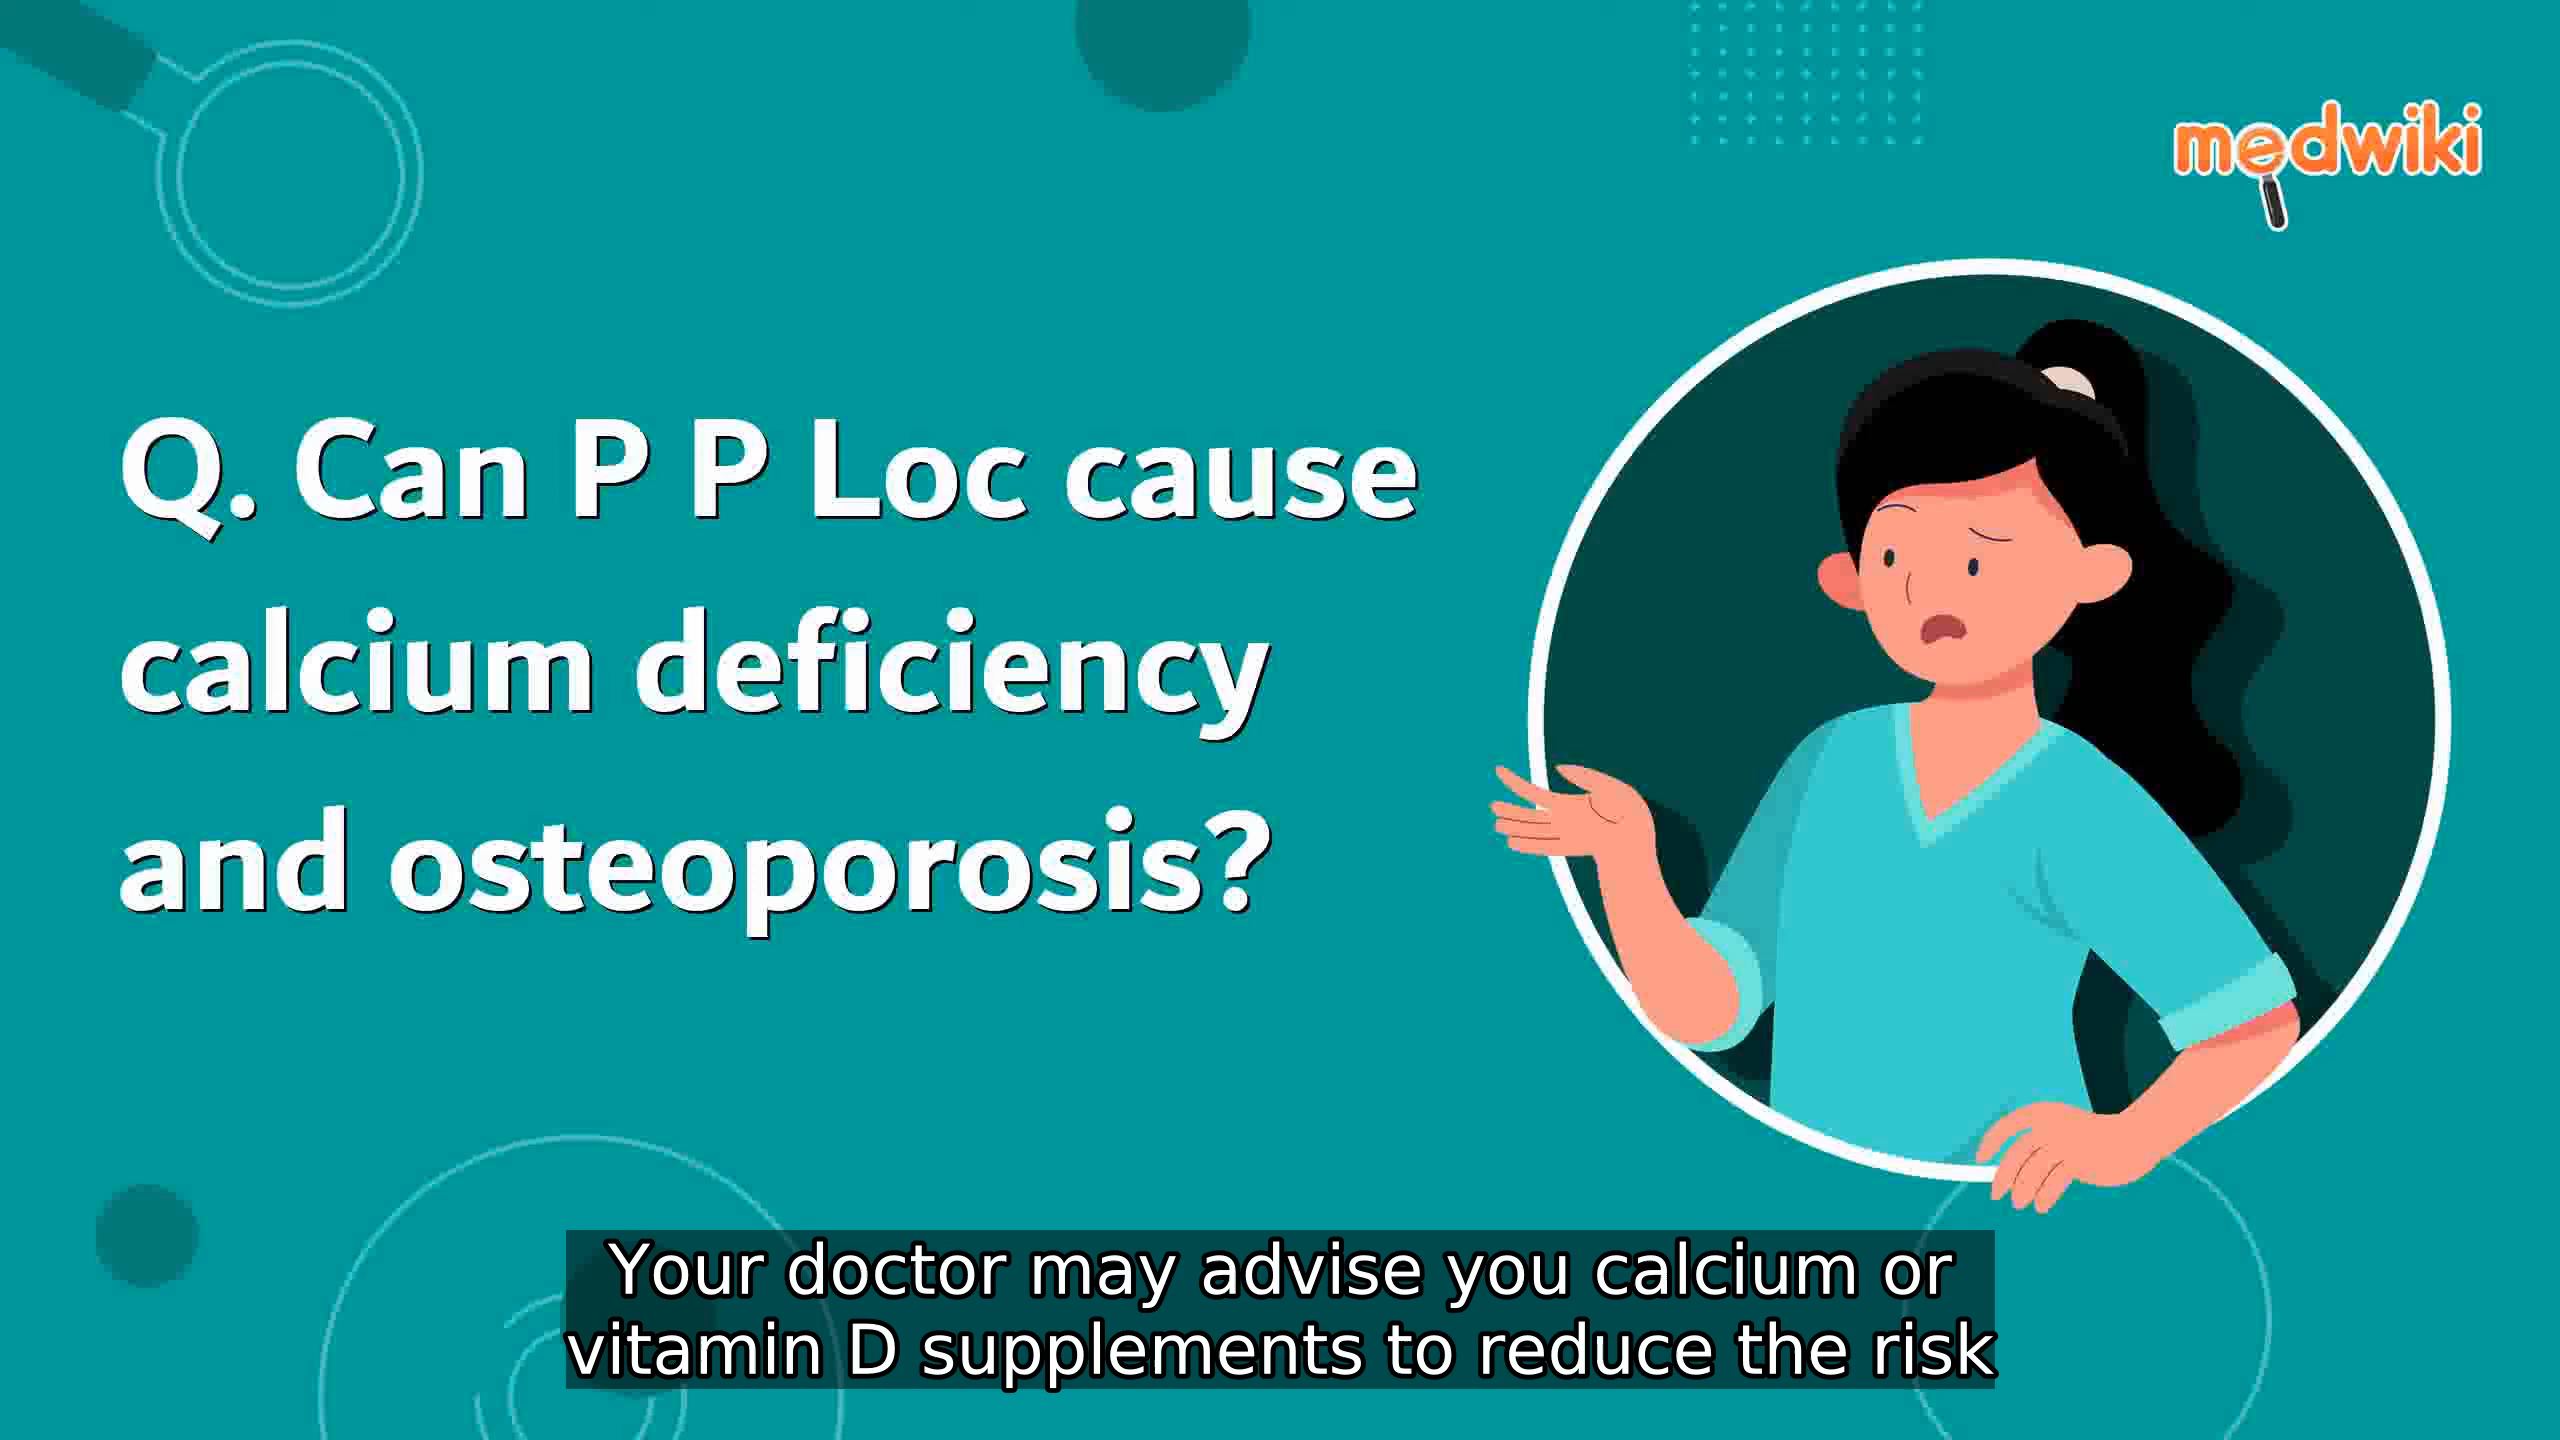 medwiki
Q. Can P P Loc cause
calcium deficiency
and osteoporosis?
Your doctor may advise you calcium or
vitamin D supplements to reduce the risk